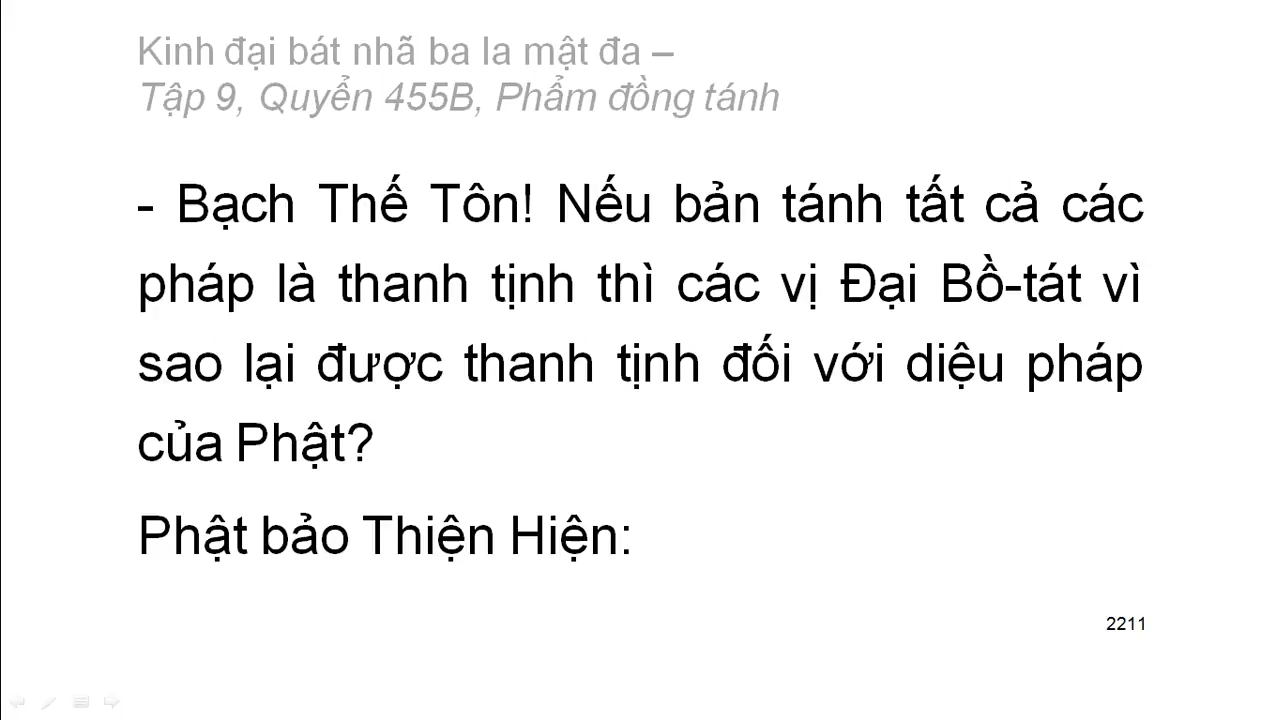 Kinh đại bát nhã ba la mật đa –
Tập 9, Quyển 455B, Phẩm đồng tánh
- Bạch Thế Tôn! Nếu bản tánh tất cả các
pháp là thanh tịnh thì các vị Đại Bồ-tát vì
sao lại được thanh tịnh đối với diệu pháp
của Phật?
Phật bảo Thiện Hiện:
2211